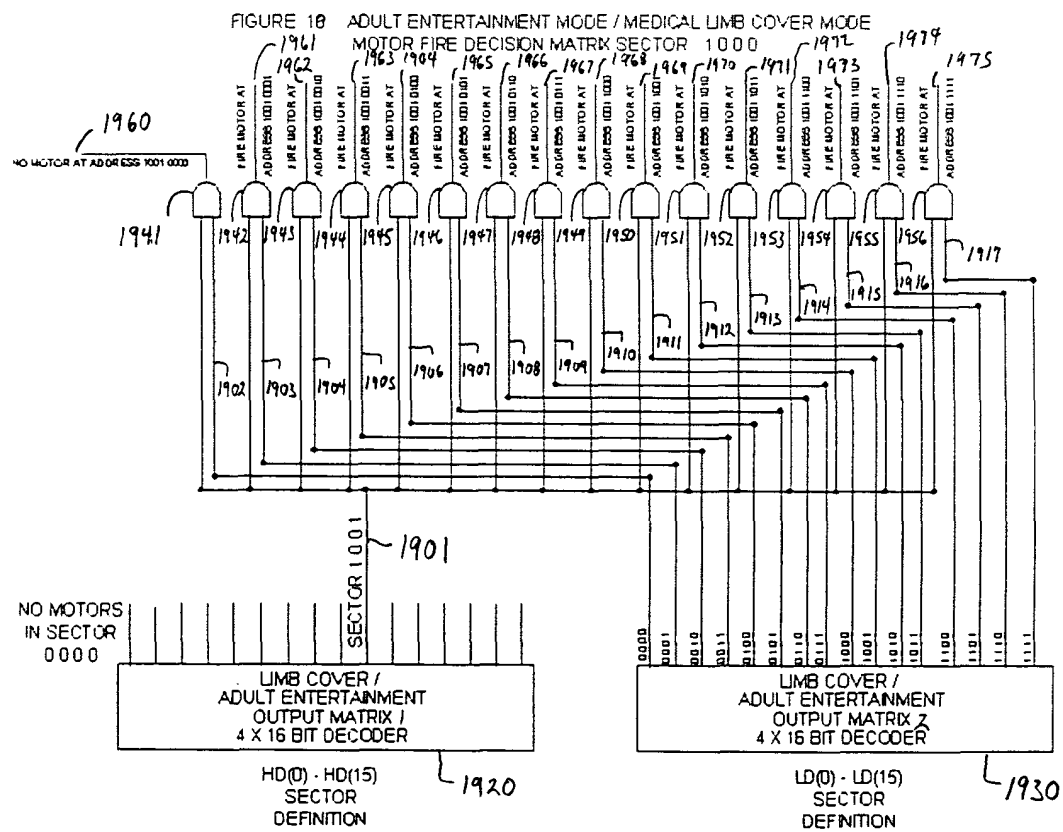 FIGURE 18 ADULT ENTERTAINMENT MODE / MEDICAL LIMB COVER MODE
MOTOR FIRE DECISION MATRIX SECTOR 1000
1961
1962
1963
1964
1965
1966
1967
1968
1969
1970
1971
1972
1973
1974
1975
1960
NO MOTOR AT ADDRESS 1001 0000
FIRE MOTOR AT
ADDRESS 1001 0001
FIRE MOTOR AT
ADDRESS 1001 0010
FIRE MOTOR AT
ADDRESS 1001 0011
FIRE MOTOR AT
ADDRESS 1001 0100
FIRE MOTOR AT
ADDRESS 1001 0101
FIRE MOTOR AT
ADDRESS 1001 0110
FIRE MOTOR AT
ADDRESS 1001 0111
FIRE MOTOR AT
ADDRESS 1001 1000
FIRE MOTOR AT
ADDRESS 1001 1001
FIRE MOTOR AT
ADDRESS 1001 1010
FIRE MOTOR AT
ADDRESS 1001 1011
FIRE MOTOR AT
ADDRESS 1001 1100
FIRE MOTOR AT
ADDRESS 1001 1101
FIRE MOTOR AT
ADDRESS 1001 1110
FIRE MOTOR AT
ADDRESS 1001 1111
1941
1942
1943
1944
1945
1946
1947
1948
1949
1950
1951
1952
1953
1954
1955
1956
1917
1916
1915
1914
1913
1912
1911
1910
1909
1908
1907
1906
1905
1904
1903
1902
SECTOR 1001
1901
NO MOTORS
IN SECTOR
0000
0000
0001
0010
0011
0100
0101
0110
0111
1000
1001
1010
1011
1100
1101
1110
1111
LIMB COVER /
ADULT ENTERTAINMENT
OUTPUT MATRIX 1
4 X 16 BIT DECODER
1920
HD(0) - HD(15)
SECTOR
DEFINITION
LIMB COVER /
ADULT ENTERTAINMENT
OUTPUT MATRIX 2
4 X 16 BIT DECODER
1930
LD(0) - LD(15)
SECTOR
DEFINITION